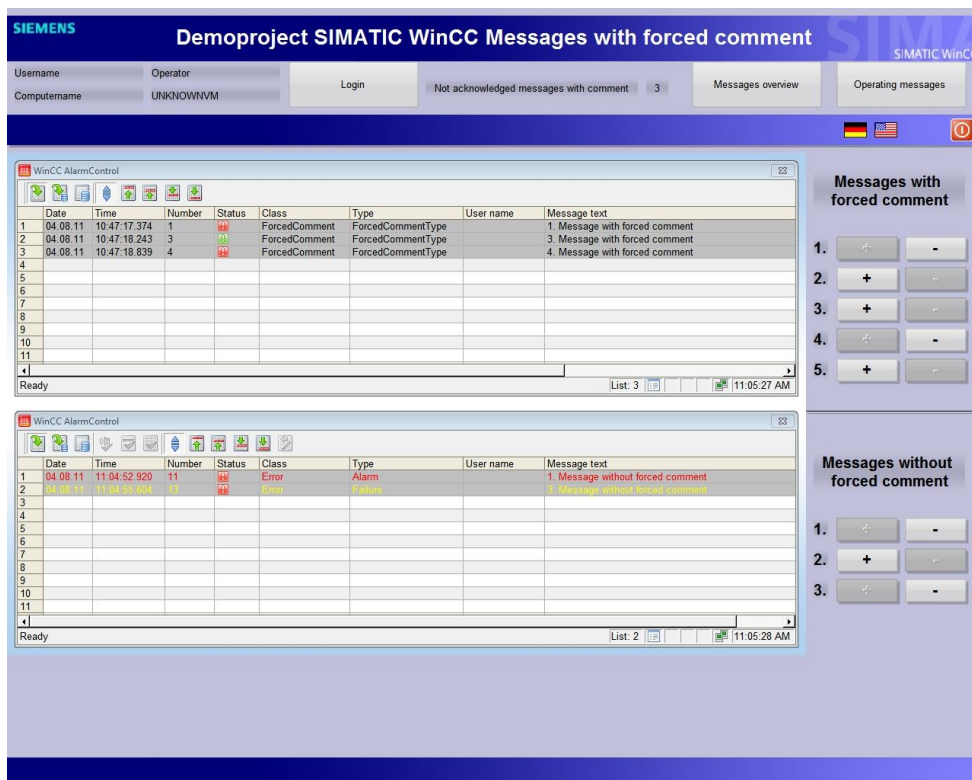 SIEMENS
Demoproject SIMATIC WinCC Messages with forced comment
SIMATIC WinC
Username Operator
Computername UNKNOWNVM
Login
Not acknowledged messages with comment 3
Messages overview
Operating messages
WinCC AlarmControl
Date Time Number Status Class Type User name Message text
1 04.08.11 10:47:17.374 1 ForcedComment ForcedCommentType 1. Message with forced comment
2 04.08.11 10:47:18.243 3 ForcedComment ForcedCommentType 3. Message with forced comment
3 04.08.11 10:47:18.839 4 ForcedComment ForcedCommentType 4. Message with forced comment
4
5
6
7
8
9
10
11
Ready List: 3 11:05:27 AM
Messages with
forced comment
1. + -
2. + -
3. + -
4. + -
5. + -
WinCC AlarmControl
Date Time Number Status Class Type User name Message text
1 04.08.11 11:04:52.920 11 Error Alarm 1. Message without forced comment
2 04.08.11 11:04:55.604 13 Error Failure 3. Message without forced comment
3
4
5
6
7
8
9
10
11
Ready List: 2 11:05:28 AM
Messages without
forced comment
1. + -
2. + -
3. + -